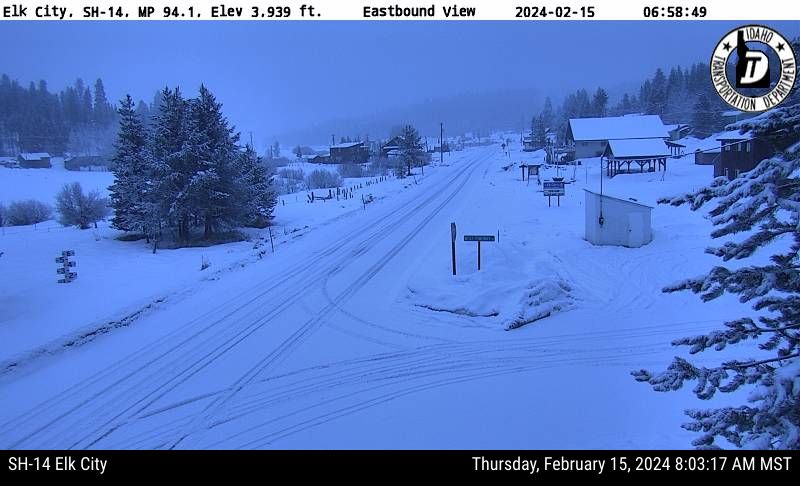 Elk City, SH-14, MP 94.1, Elev 3,939 ft. Eastbound View 2024-02-15 06:58:49
IDAHO
TRANSPORTATION DEPARTMENT
SH-14 Elk City Thursday, February 15, 2024 8:03:17 AM MST